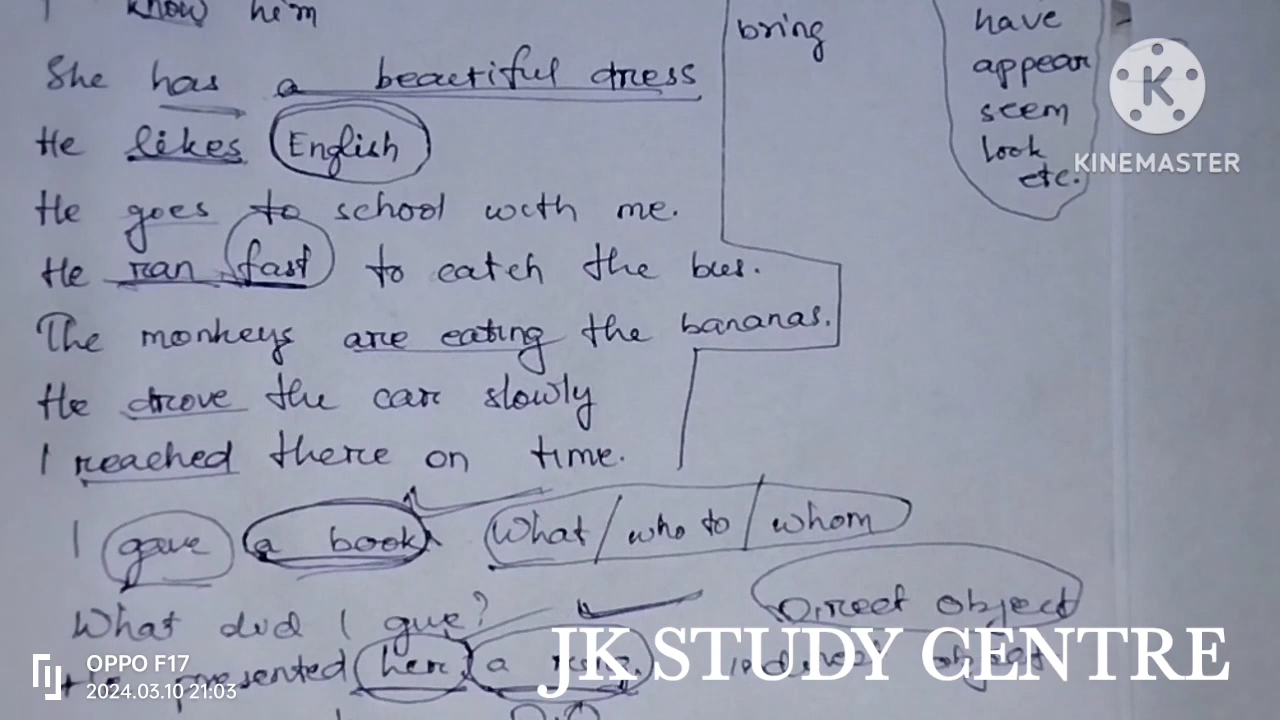 I know him
She has a beautiful dress
He likes English
He goes to school with me.
He ran fast to catch the bus.
The monkeys are eating the bananas.
He drove the car slowly
I reached there on time.
I gave a book What/who to/whom
What did I give? Direct object
He presented her a indirect object
bring
have
appear
seem
look
etc.
KINEMASTER
JK STUDY CENTRE
OPPO F17
2024.03.10 21:03